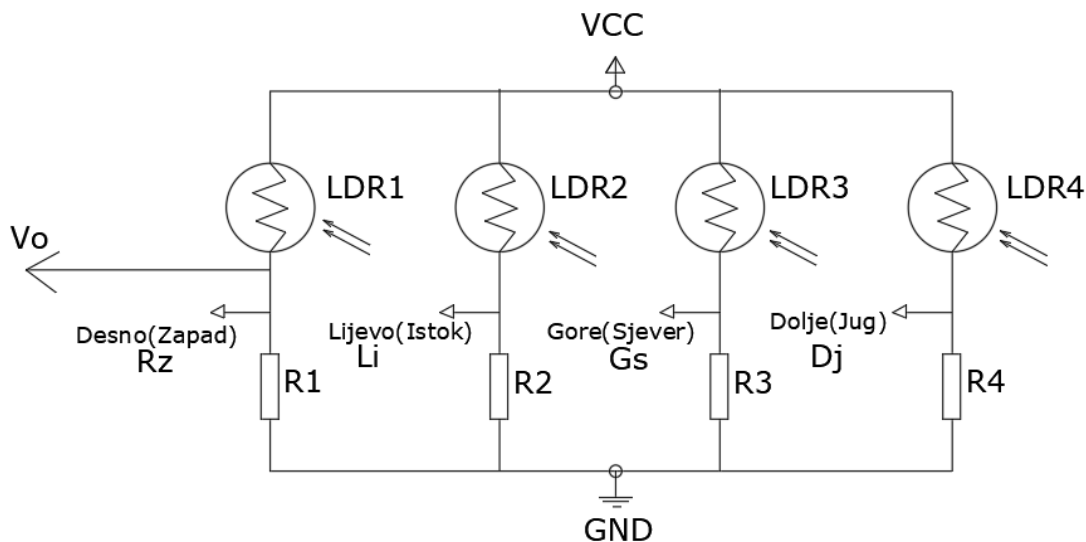 VCC
LDR1
LDR2
LDR3
LDR4
Vo
Desno(Zapad)
Rz
Lijevo(Istok)
Li
Gore(Sjever)
Gs
Dolje(Jug)
Dj
R1
R2
R3
R4
GND